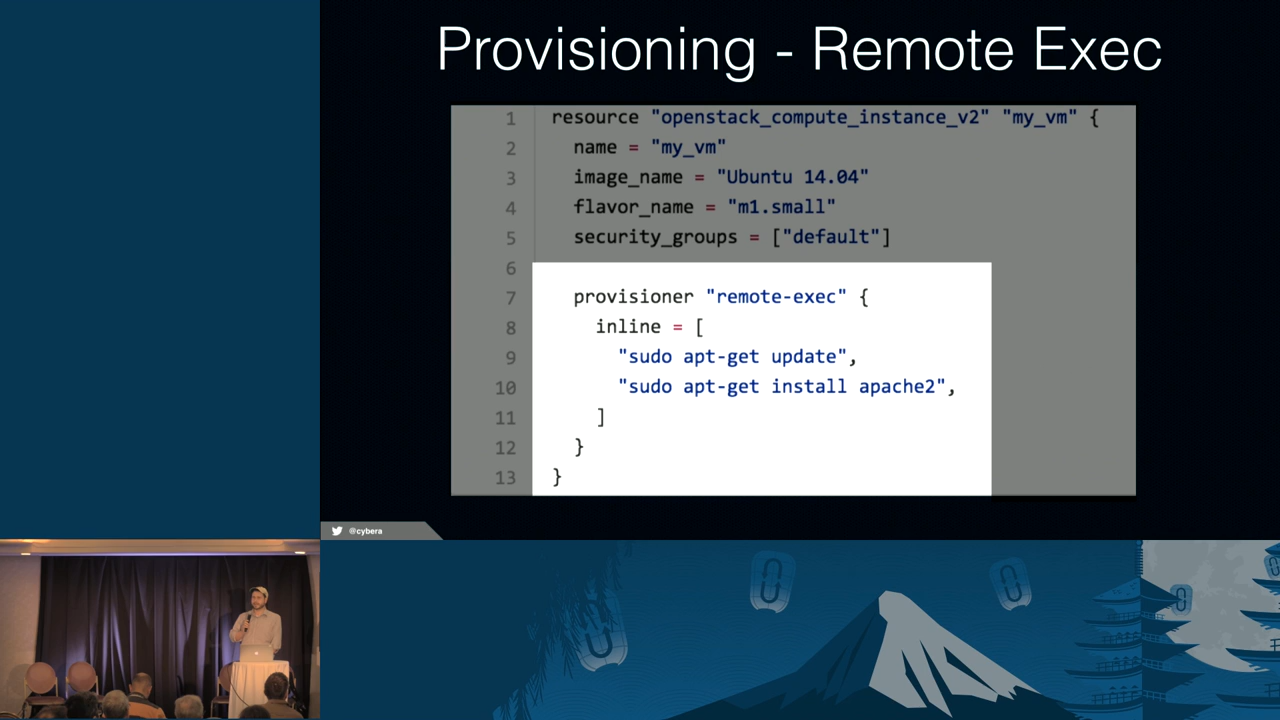 Provisioning - Remote Exec
1 resource "openstack_compute_instance_v2" "my_vm" {
2 name = "my_vm"
3 image_name = "Ubuntu 14.04"
4 flavor_name = "m1.small"
5 security_groups = ["default"]
6
7 provisioner "remote-exec" {
8 inline = [
9 "sudo apt-get update",
10 "sudo apt-get install apache2",
11 ]
12 }
13 }
@cybera